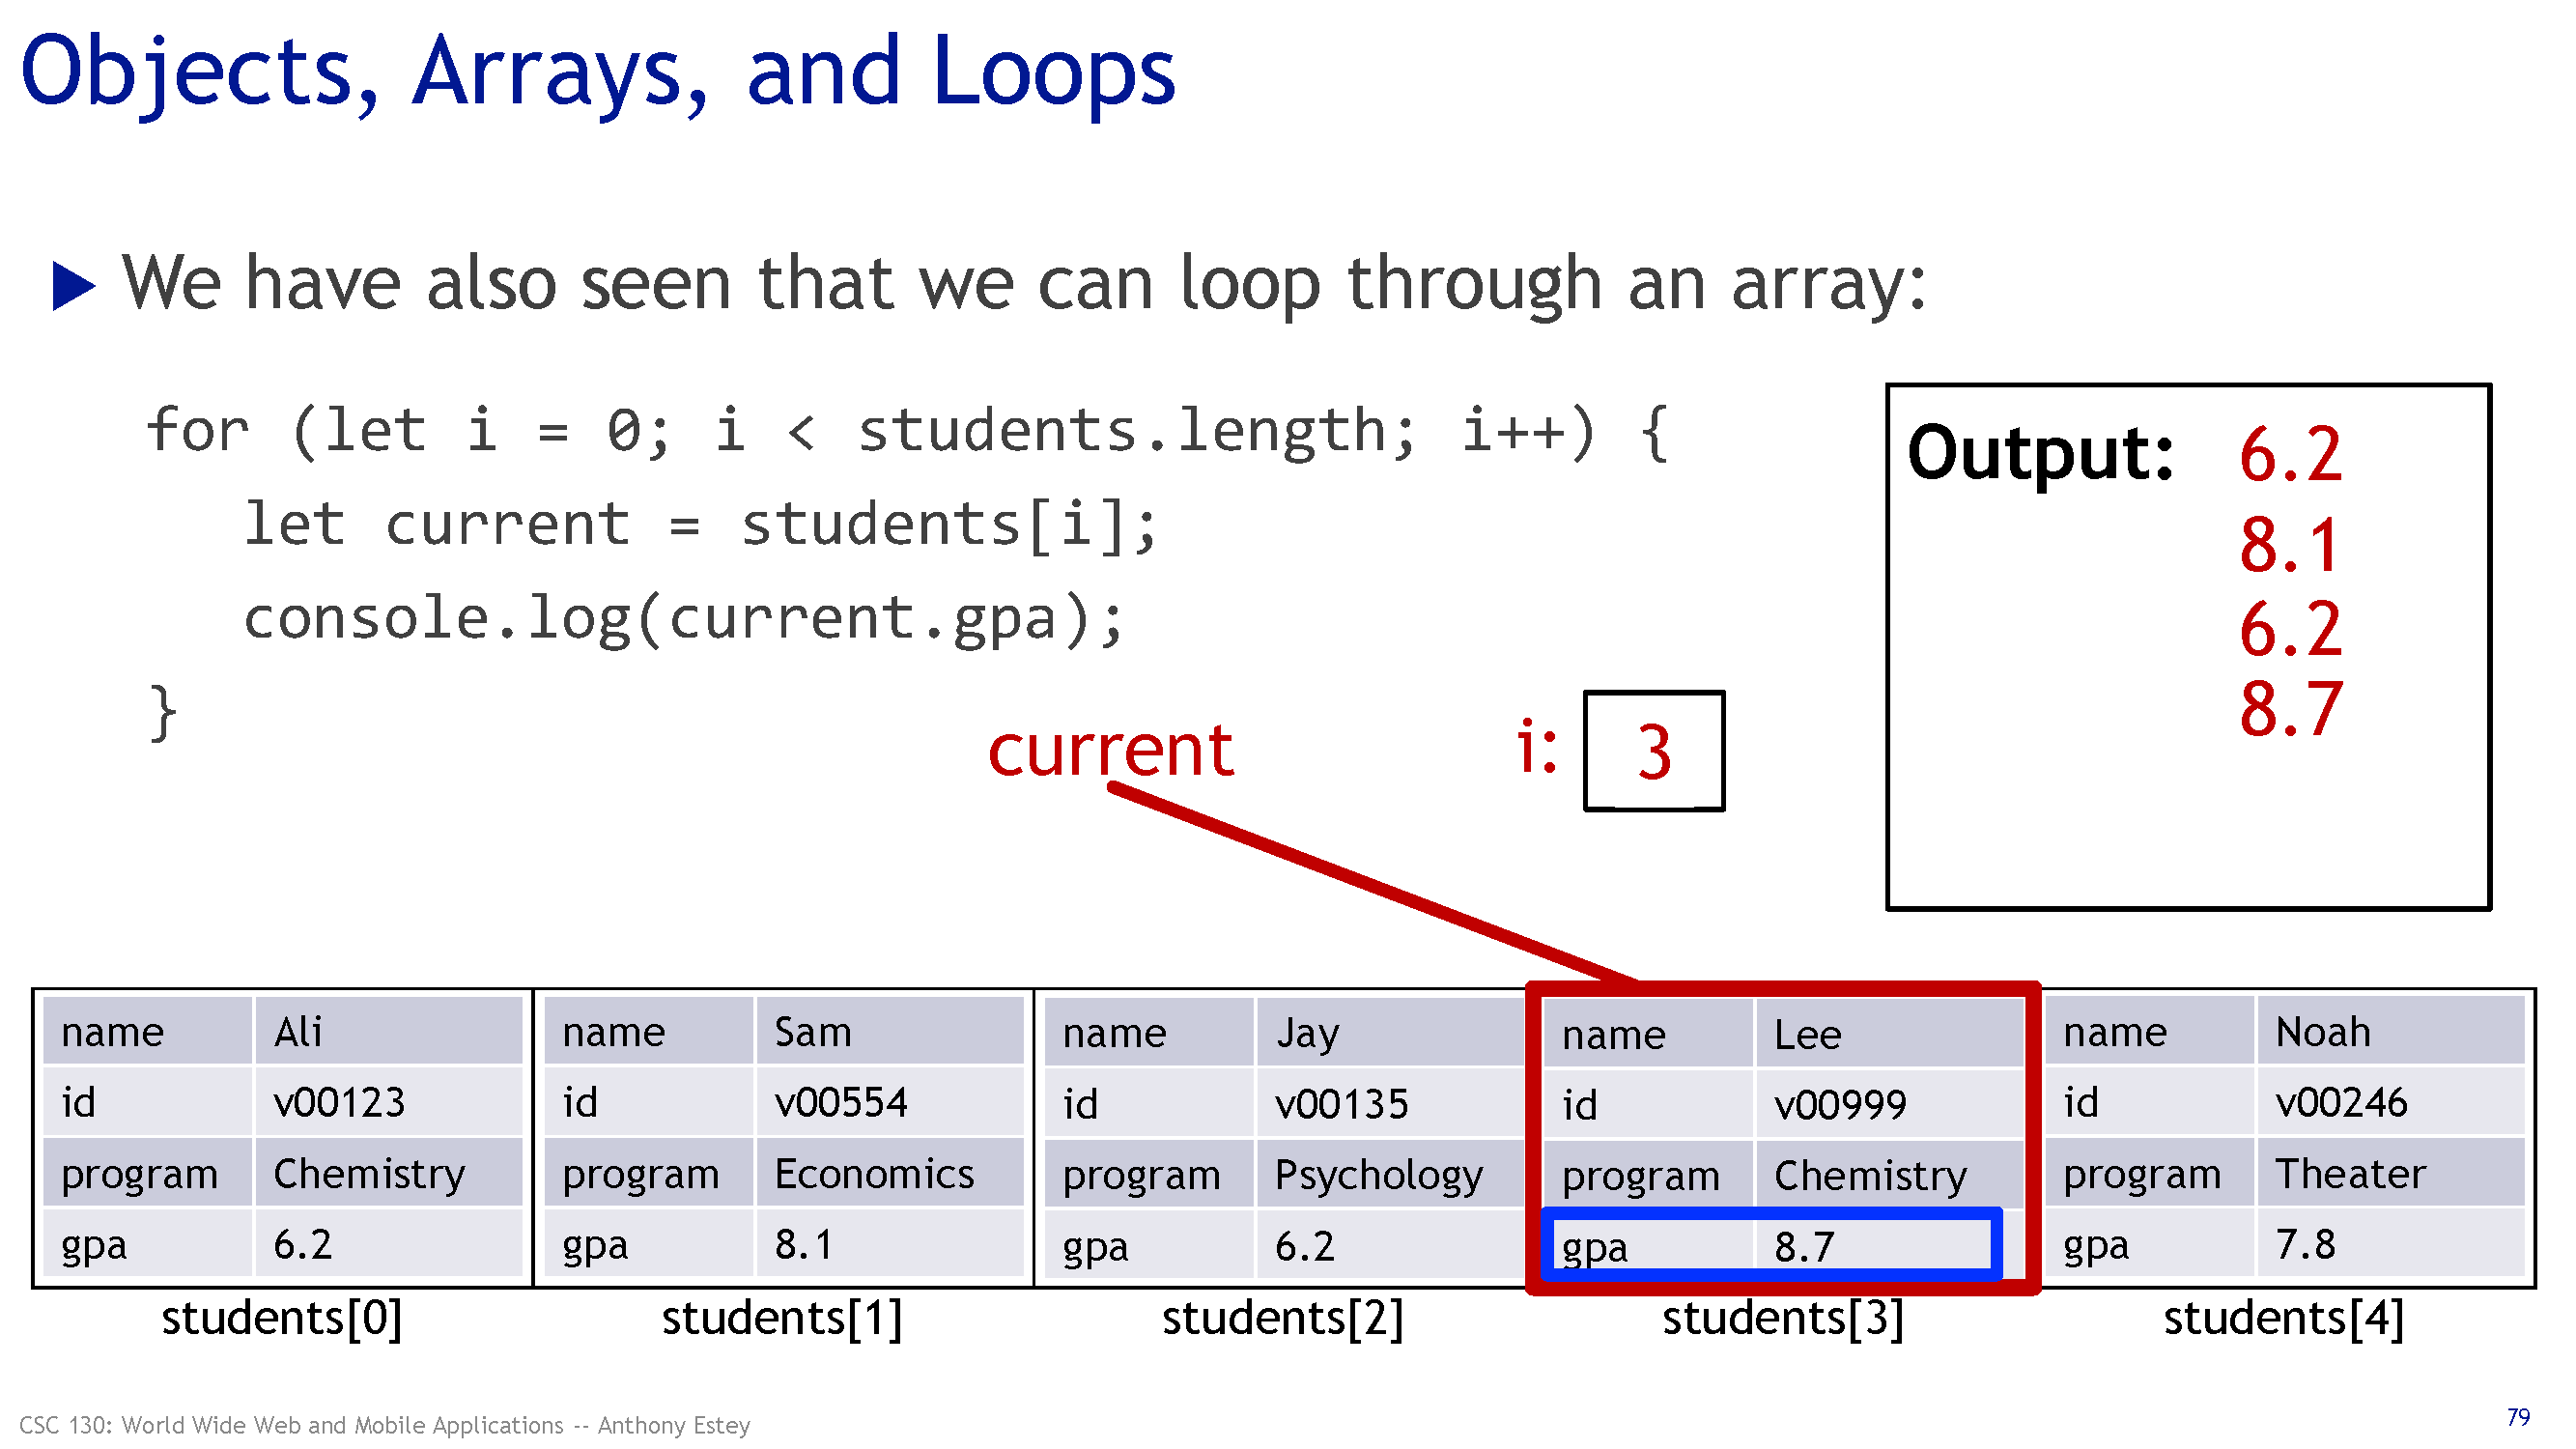 Objects, Arrays, and Loops
We have also seen that we can loop through an array:
for (let i = 0; i < students.length; i++) {
let current = students[i];
console.log(current.gpa);
}
Output: 6.2
8.1
6.2
8.7
current
i: 3
name Ali
id v00123
program Chemistry
gpa 6.2
students[0]
name Sam
id v00554
program Economics
gpa 8.1
students[1]
name Jay
id v00135
program Psychology
gpa 6.2
students[2]
name Lee
id v00999
program Chemistry
gpa 8.7
students[3]
name Noah
id v00246
program Theater
gpa 7.8
students[4]
CSC 130: World Wide Web and Mobile Applications -- Anthony Estey
79